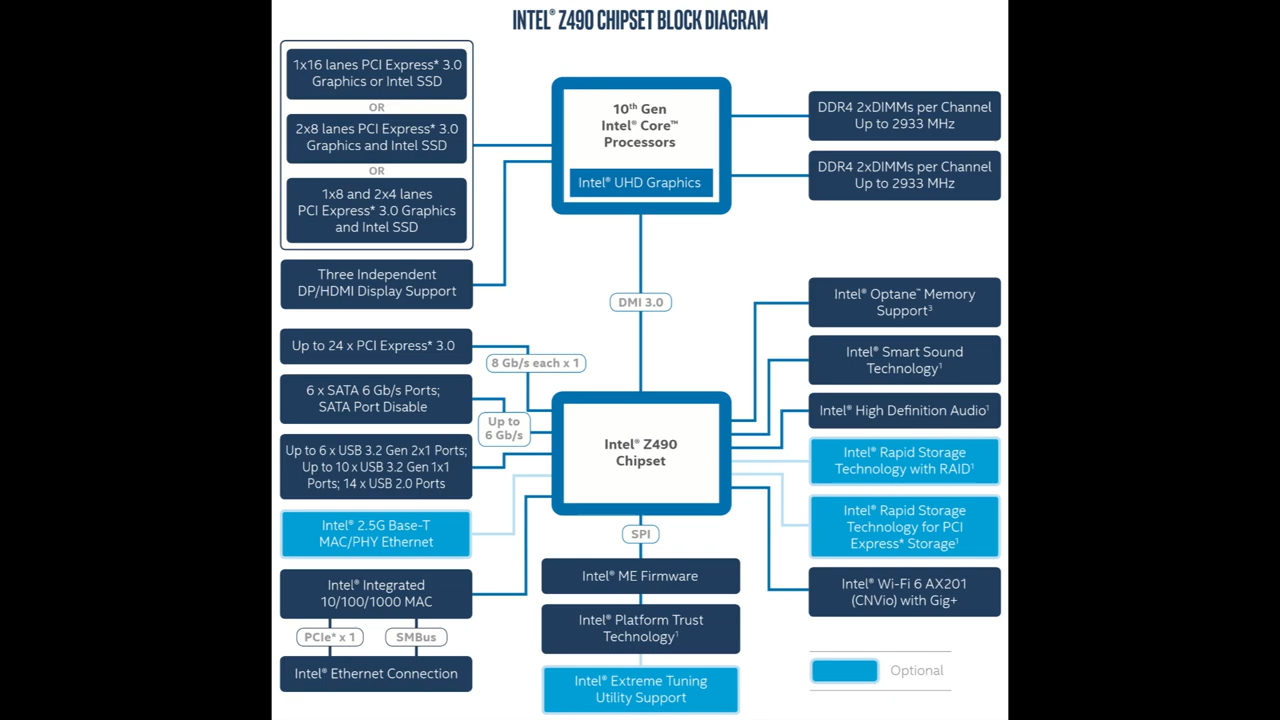 INTEL® Z490 CHIPSET BLOCK DIAGRAM
1x16 lanes PCI Express* 3.0
Graphics or Intel SSD
OR
2x8 lanes PCI Express* 3.0
Graphics and Intel SSD
OR
1x8 and 2x4 lanes
PCI Express* 3.0 Graphics
and Intel SSD
Three Independent
DP/HDMI Display Support
10th Gen
Intel® Core™
Processors
Intel® UHD Graphics
DDR4 2xDIMMs per Channel
Up to 2933 MHz
DDR4 2xDIMMs per Channel
Up to 2933 MHz
DMI 3.0
Up to 24 x PCI Express* 3.0
8 Gb/s each x 1
6 x SATA 6 Gb/s Ports;
SATA Port Disable
Up to
6 Gb/s
Up to 6 x USB 3.2 Gen 2x1 Ports;
Up to 10 x USB 3.2 Gen 1x1
Ports; 14 x USB 2.0 Ports
Intel® 2.5G Base-T
MAC/PHY Ethernet
Intel® Integrated
10/100/1000 MAC
PCIe* x 1
SMBus
Intel® Ethernet Connection
Intel® Z490
Chipset
SPI
Intel® ME Firmware
Intel® Platform Trust
Technology¹
Intel® Extreme Tuning
Utility Support
Intel® Optane™ Memory
Support³
Intel® Smart Sound
Technology¹
Intel® High Definition Audio¹
Intel® Rapid Storage
Technology with RAID¹
Intel® Rapid Storage
Technology for PCI
Express* Storage¹
Intel® Wi-Fi 6 AX201
(CNVio) with Gig+
Optional